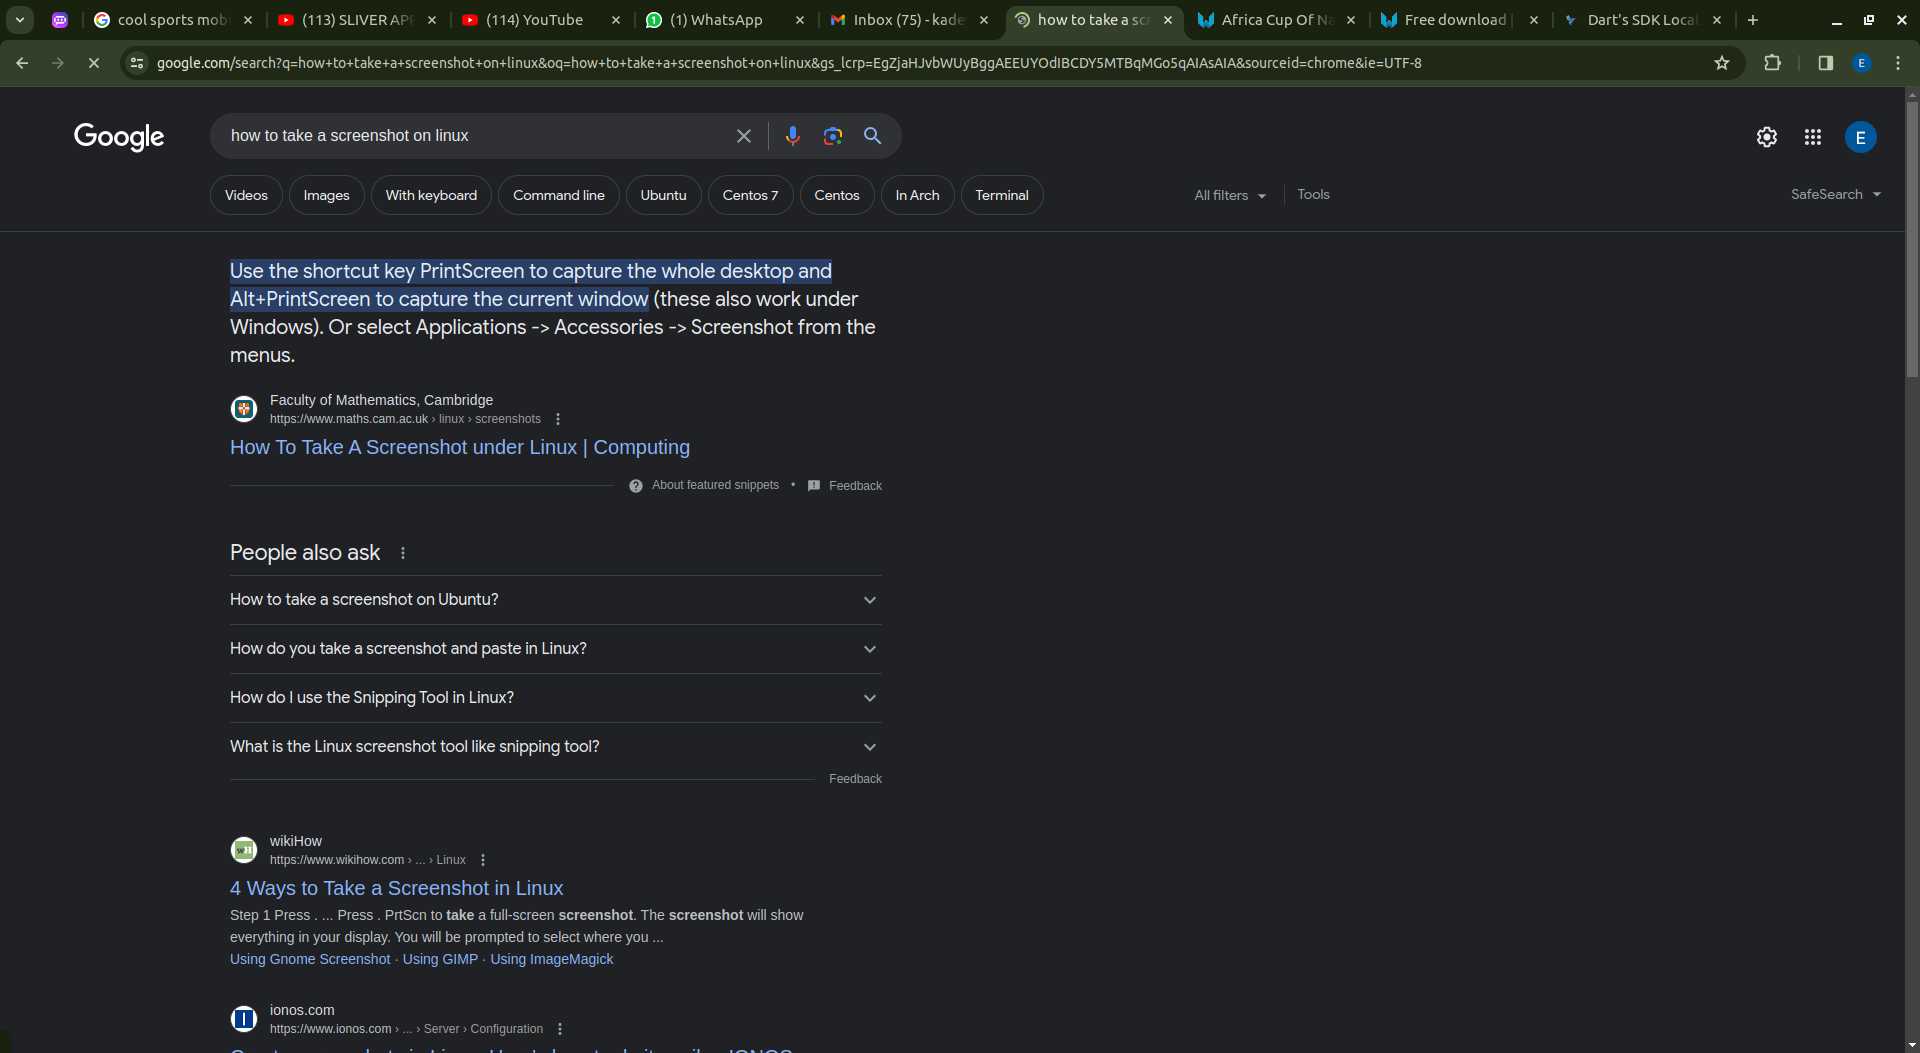 cool sports mob
(113) SLIVER AP
(114) YouTube
(1) WhatsApp
Inbox (75) - kade
how to take a scr
Africa Cup Of Na
Free download
Dart's SDK Local
google.com/search?q=how+to+take+a+screenshot+on+linux&oq=how+to+take+a+screenshot+on+linux&gs_lcrp=EgZjaHJvbWUyBggAEEUYOdIBCDY5MTBqMGo5qAIAsAIA&sourceid=chrome&ie=UTF-8
E
Google
how to take a screenshot on linux
E
Videos
Images
With keyboard
Command line
Ubuntu
Centos 7
Centos
In Arch
Terminal
All filters
Tools
SafeSearch
Use the shortcut key PrintScreen to capture the whole desktop and
Alt+PrintScreen to capture the current window (these also work under
Windows). Or select Applications -> Accessories -> Screenshot from the
menus.
Faculty of Mathematics, Cambridge
https://www.maths.cam.ac.uk › linux › screenshots
How To Take A Screenshot under Linux | Computing
About featured snippets • Feedback
People also ask
How to take a screenshot on Ubuntu?
How do you take a screenshot and paste in Linux?
How do I use the Snipping Tool in Linux?
What is the Linux screenshot tool like snipping tool?
Feedback
wH
wikiHow
https://www.wikihow.com › ... › Linux
4 Ways to Take a Screenshot in Linux
Step 1 Press . ... Press . PrtScn to take a full-screen screenshot. The screenshot will show
everything in your display. You will be prompted to select where you ...
Using Gnome Screenshot · Using GIMP · Using ImageMagick
ionos.com
https://www.ionos.com › ... › Server › Configuration